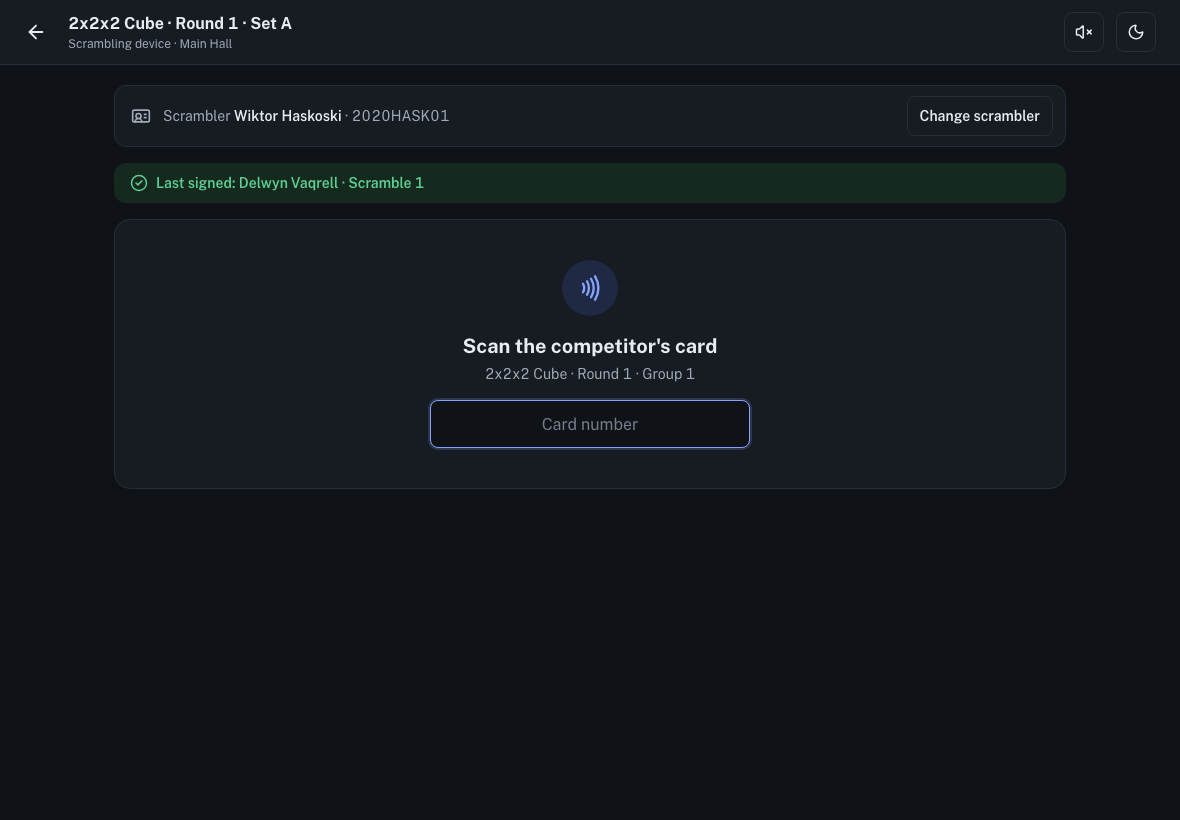 2x2x2 Cube · Round 1 · Set A
Scrambling device · Main Hall
Scrambler Wiktor Haskoski · 2020HASK01
Change scrambler
Last signed: Delwyn Vaqrell · Scramble 1
Scan the competitor's card
2x2x2 Cube · Round 1 · Group 1
Card number